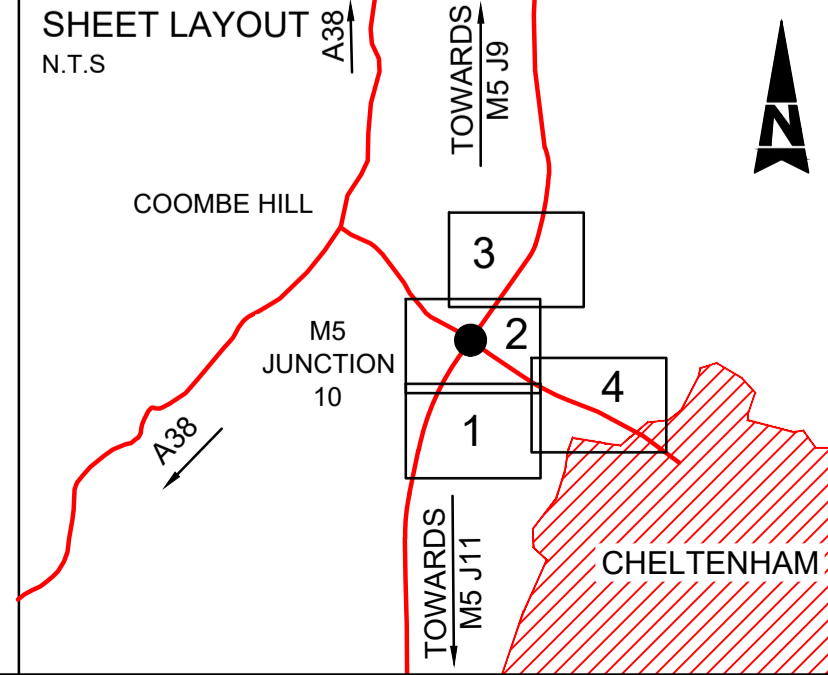 SHEET LAYOUT
N.T.S
A38
TOWARDS
M5 J9
N
COOMBE HILL
3
M5
JUNCTION
10
2
4
1
A38
TOWARDS
M5 J11
CHELTENHAM